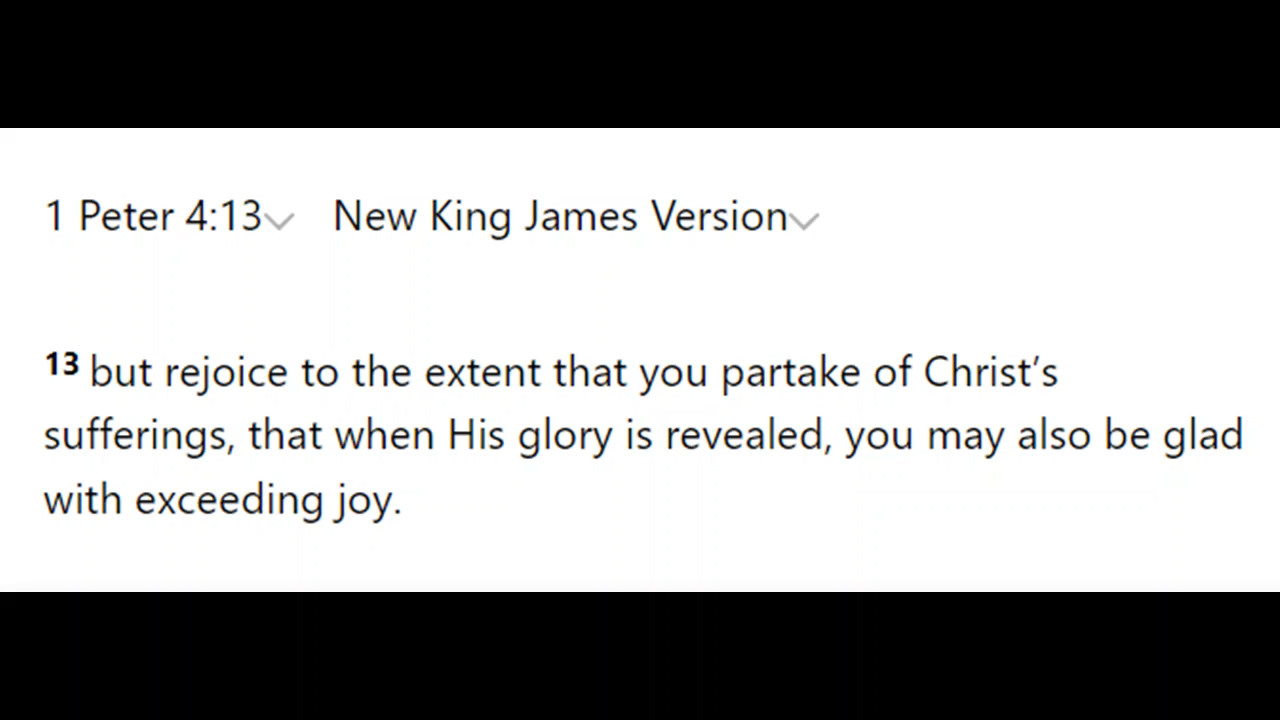 1 Peter 4:13 New King James Version
13 but rejoice to the extent that you partake of Christ’s
sufferings, that when His glory is revealed, you may also be glad
with exceeding joy.